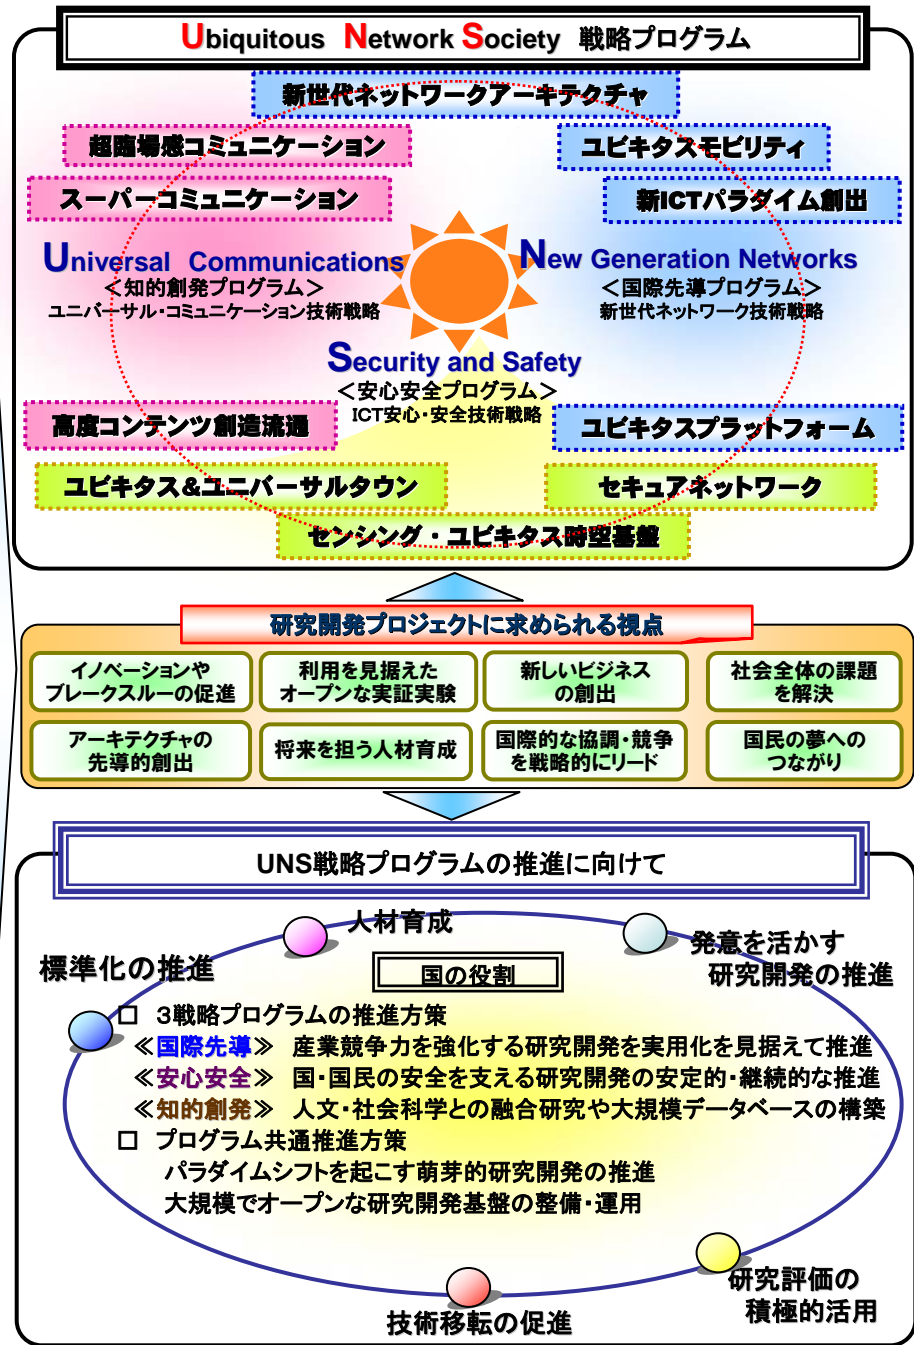 Ubiquitous Network Society 戦略プログラム
新世代ネットワークアーキテクチャ
超臨場感コミュニケーション
ユビキタスモビリティ
スーパーコミュニケーション
新ICTパラダイム創出
Universal Communications
＜知的創発プログラム＞
ユニバーサル・コミュニケーション技術戦略
New Generation Networks
＜国際先導プログラム＞
新世代ネットワーク技術戦略
Security and Safety
＜安心安全プログラム＞
ICT安心・安全技術戦略
高度コンテンツ創造流通
ユビキタスプラットフォーム
ユビキタス&ユニバーサルタウン
セキュアネットワーク
センシング・ユビキタス時空基盤
研究開発プロジェクトに求められる視点
イノベーションや
ブレークスルーの促進
利用を見据えた
オープンな実証実験
新しいビジネス
の創出
社会全体の課題
を解決
アーキテクチャの
先導的創出
将来を担う人材育成
国際的な協調・競争
を戦略的にリード
国民の夢への
つながり
UNS戦略プログラムの推進に向けて
人材育成
発意を活かす
研究開発の推進
標準化の推進
国の役割
□ 3戦略プログラムの推進方策
≪国際先導≫ 産業競争力を強化する研究開発を実用化を見据えて推進
≪安心安全≫ 国・国民の安全を支える研究開発の安定的・継続的な推進
≪知的創発≫ 人文・社会科学との融合研究や大規模データベースの構築
□ プログラム共通推進方策
パラダイムシフトを起こす萌芽的研究開発の推進
大規模でオープンな研究開発基盤の整備・運用
研究評価の
積極的活用
技術移転の促進